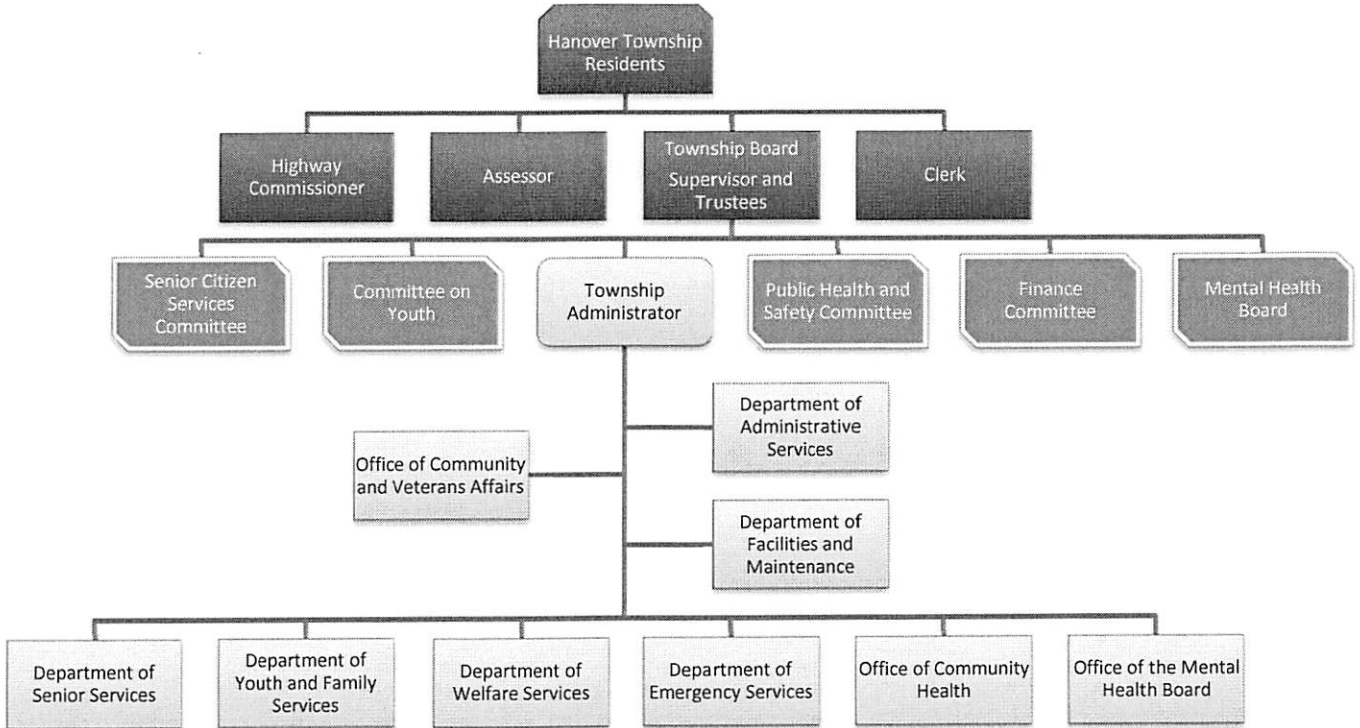 Hanover Township
Residents
Highway
Commissioner
Assessor
Township Board
Supervisor and
Trustees
Clerk
Senior Citizen
Services
Committee
Committee on
Youth
Township
Administrator
Public Health and
Safety Committee
Finance
Committee
Mental Health
Board
Department of
Administrative
Services
Office of Community
and Veterans Affairs
Department of
Facilities and
Maintenance
Department of
Senior Services
Department of
Youth and Family
Services
Department of
Welfare Services
Department of
Emergency Services
Office of Community
Health
Office of the Mental
Health Board